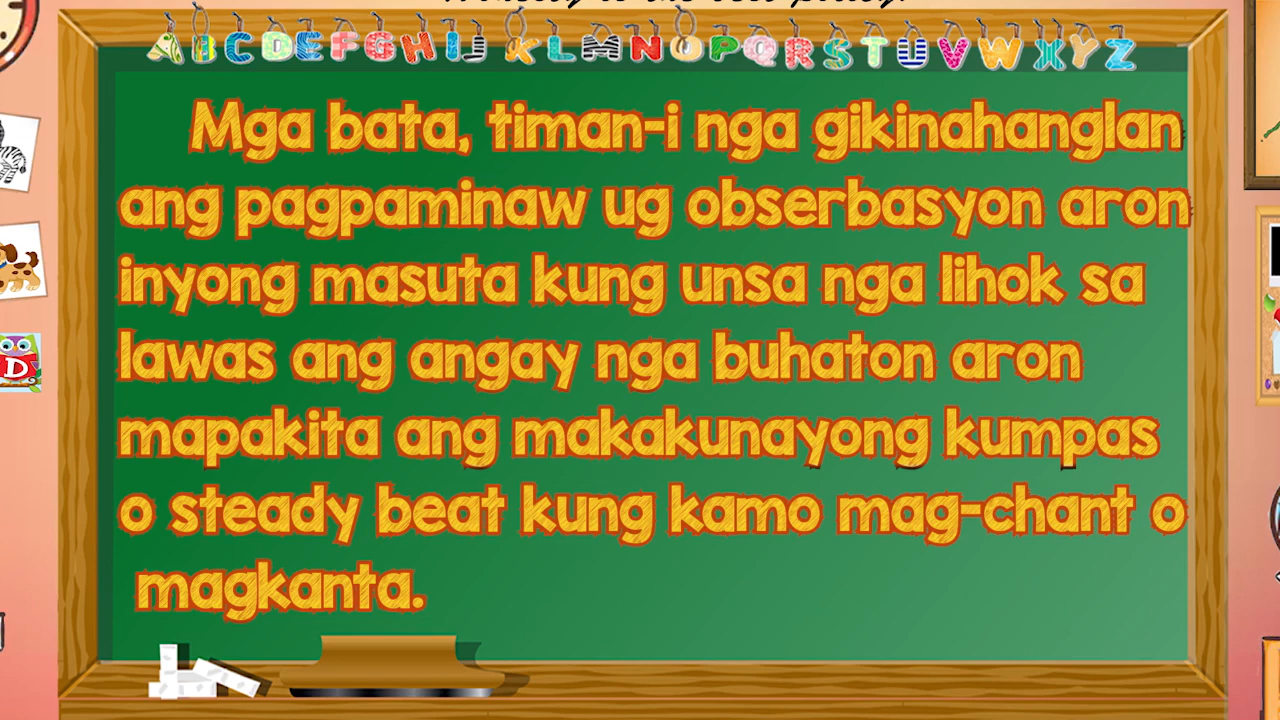 A B C D E F G H I J K L M N O P Q R S T U V W X Y Z
Mga bata, timan-i nga gikinahanglan
ang pagpaminaw ug obserbasyon aron
inyong masuta kung unsa nga lihok sa
lawas ang angay nga buhaton aron
mapakita ang makakunayong kumpas
o steady beat kung kamo mag-chant o
magkanta.
D